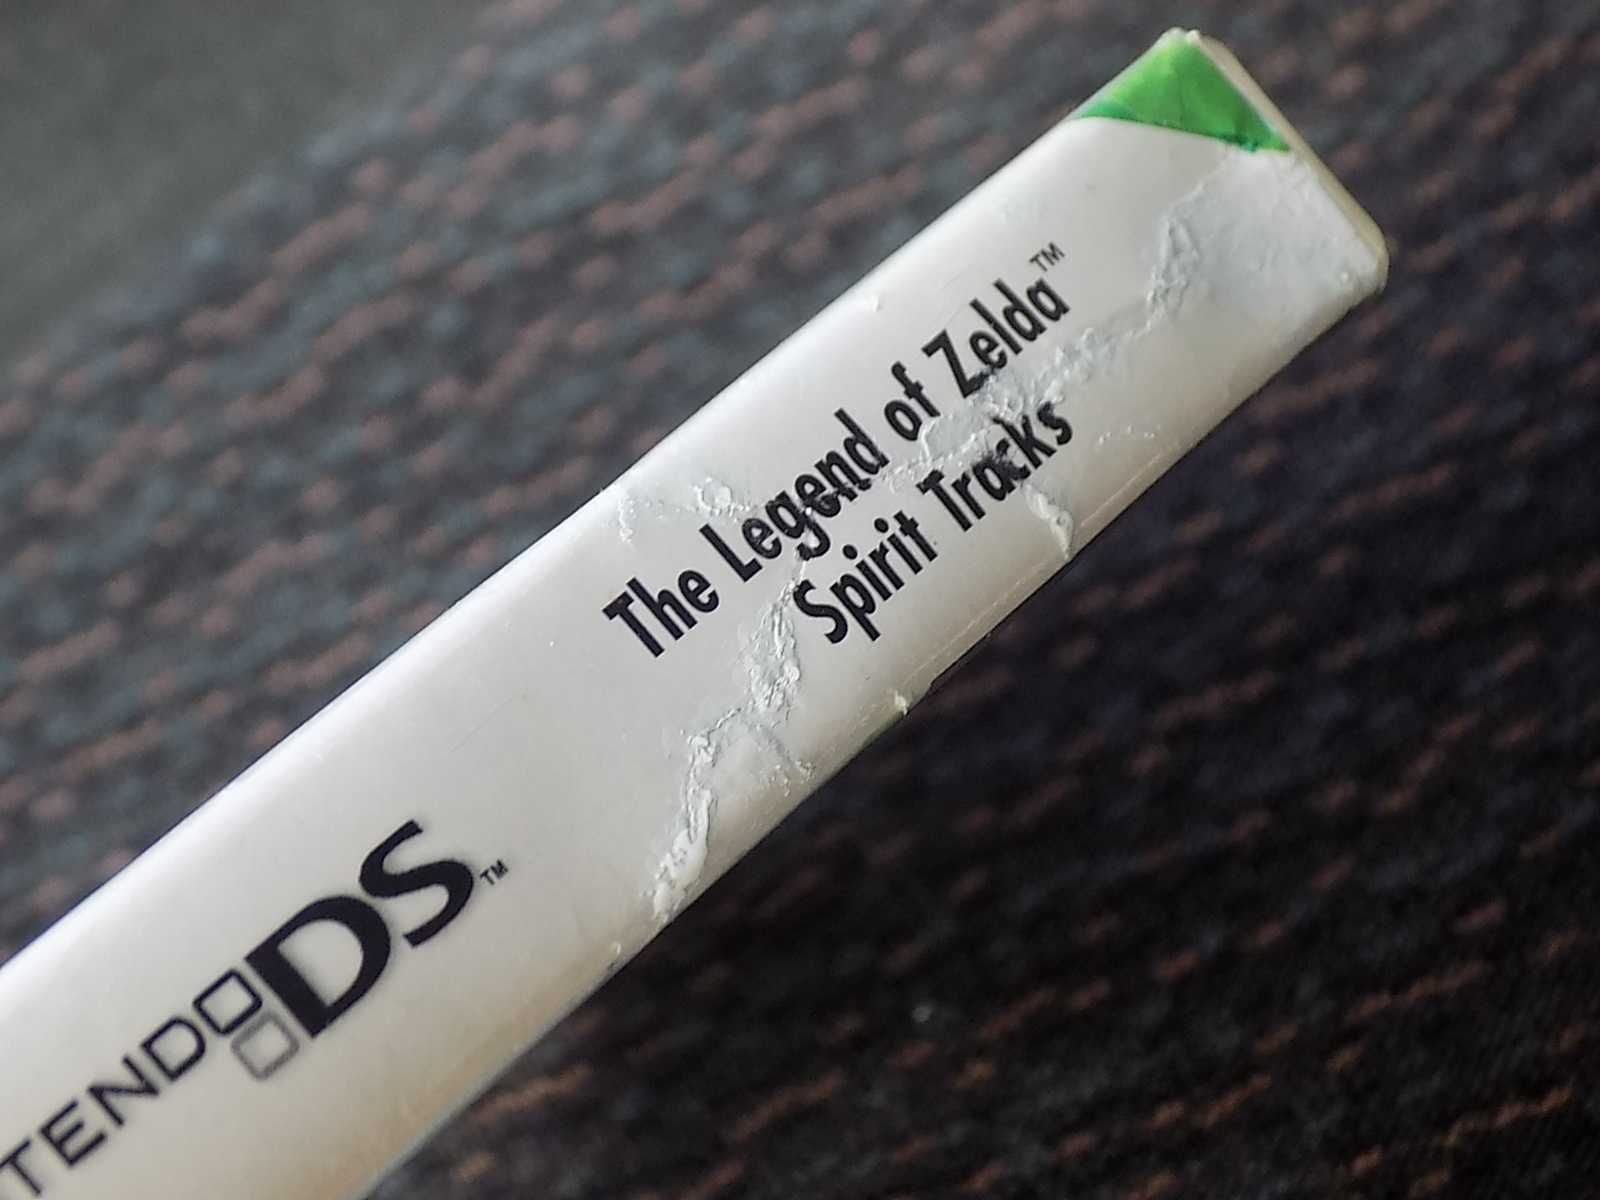 The Legend of Zelda™
Spirit Tracks
TENDO DS™